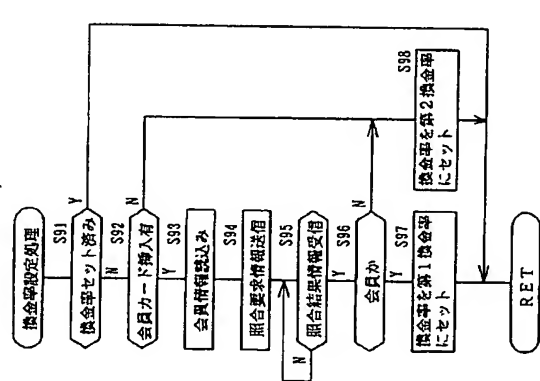 換金率設定処理
S91
換金率セット済み
Y
N
S92
会員カード挿入有
N
Y
S93
会員情報読込み
S94
照合要求情報送信
S95
照合結果情報受信
N
Y
S96
会員か
N
Y
S97
換金率を第1換金率
にセット
S98
換金率を第2換金率
にセット
RET